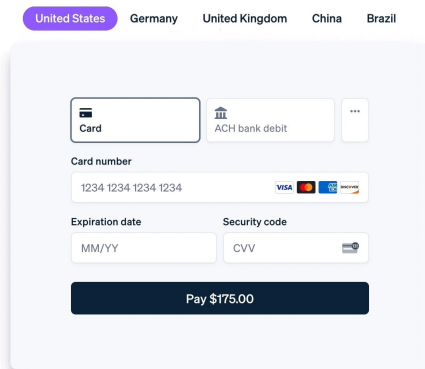 United States Germany United Kingdom China Brazil
Card ACH bank debit
Card number
1234 1234 1234 1234 VISA DISCOVER
Expiration date Security code
MM/YY CVV
Pay $175.00